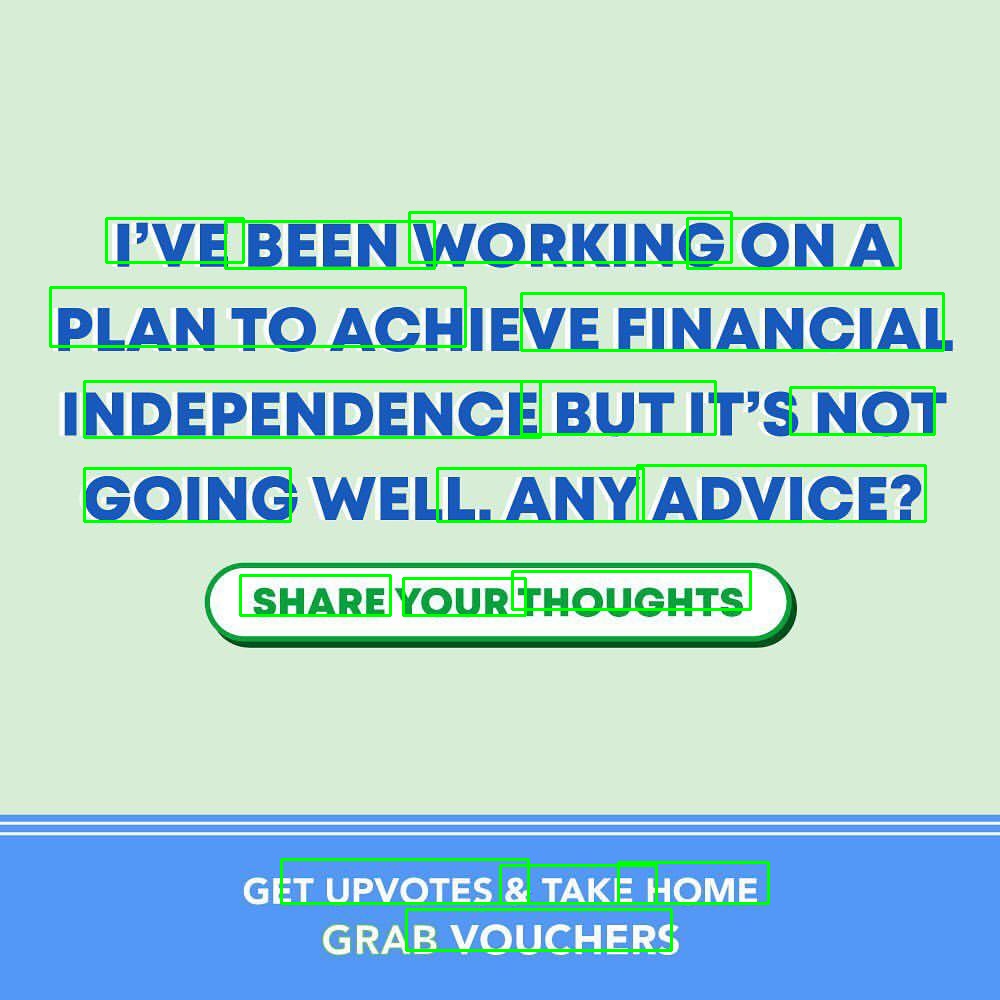 I'VE BEEN WORKING ON A
PLAN TO ACHIEVE FINANCIAL
INDEPENDENCE BUT IT'S NOT
GOING WELL. ANY ADVICE?
SHARE YOUR THOUGHTS
GET UPVOTES & TAKE HOME
GRAB VOUCHERS